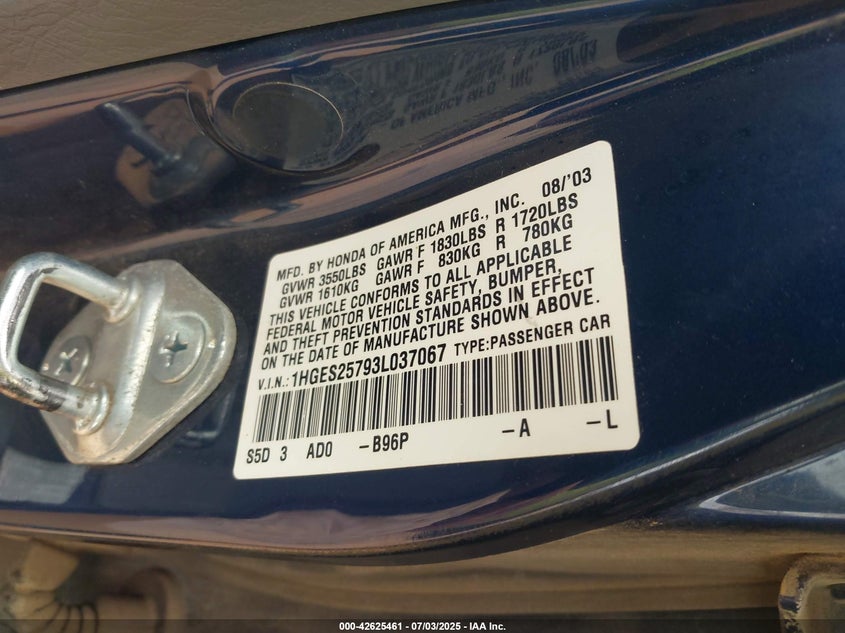 MFD. BY HONDA OF AMERICA MFG., INC. 08/'03
GVWR 3550LBS GAWR F 1830LBS R 1720LBS
GVWR 1610KG GAWR F 830KG R 780KG
THIS VEHICLE CONFORMS TO ALL APPLICABLE
FEDERAL MOTOR VEHICLE SAFETY, BUMPER,
AND THEFT PREVENTION STANDARDS IN EFFECT
ON THE DATE OF MANUFACTURE SHOWN ABOVE.
V.I.N.: 1HGES25793L037067 TYPE:PASSENGER CAR
S5D 3 AD0 -B96P -A -L
000-42625461 | 07/03/2025 - IAA Inc.